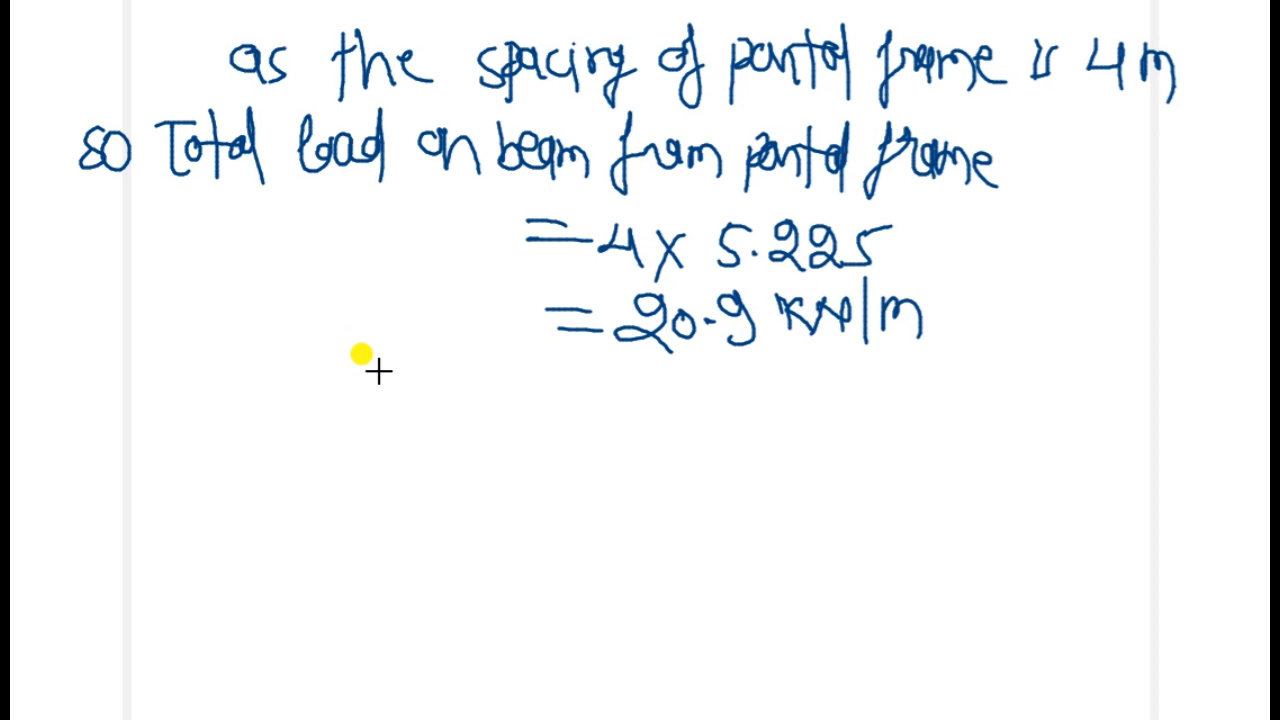 as the spacing of portal frame is 4m
so Total load on beam from portal frame
= 4 x 5.225
= 20.9 KN/m